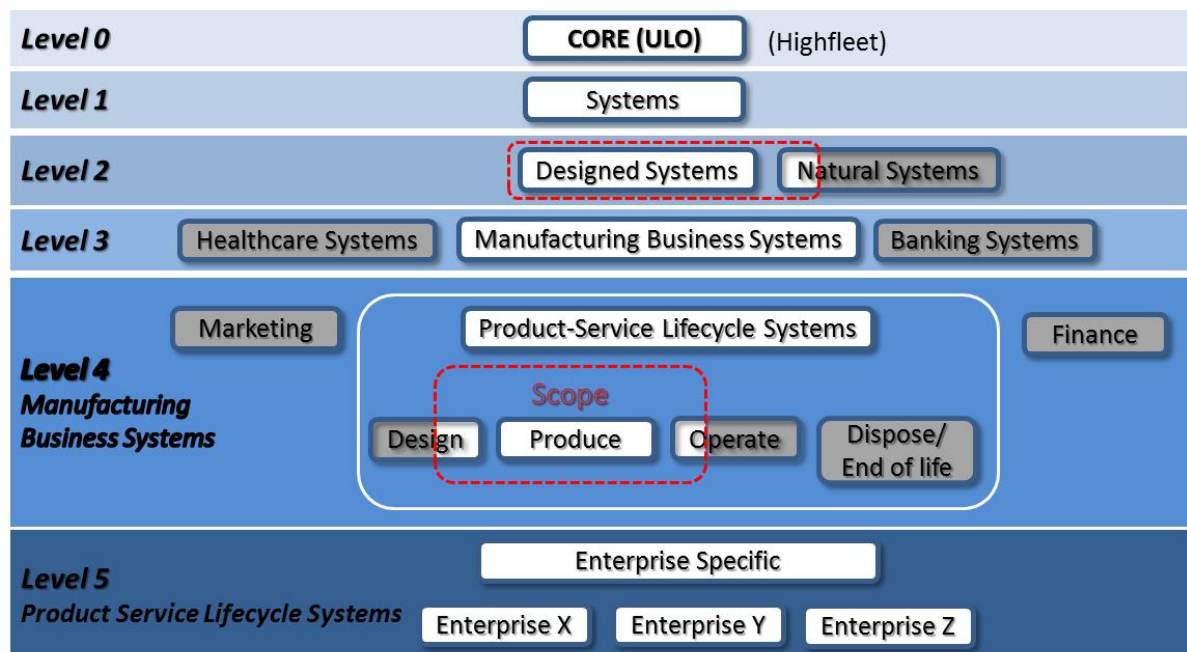 Level 0
CORE (ULO)
(Highfleet)
Level 1
Systems
Level 2
Designed Systems
Natural Systems
Level 3
Healthcare Systems
Manufacturing Business Systems
Banking Systems
Level 4
Manufacturing
Business Systems
Marketing
Product-Service Lifecycle Systems
Finance
Scope
Design
Produce
Operate
Dispose/
End of life
Level 5
Product Service Lifecycle Systems
Enterprise Specific
Enterprise X
Enterprise Y
Enterprise Z